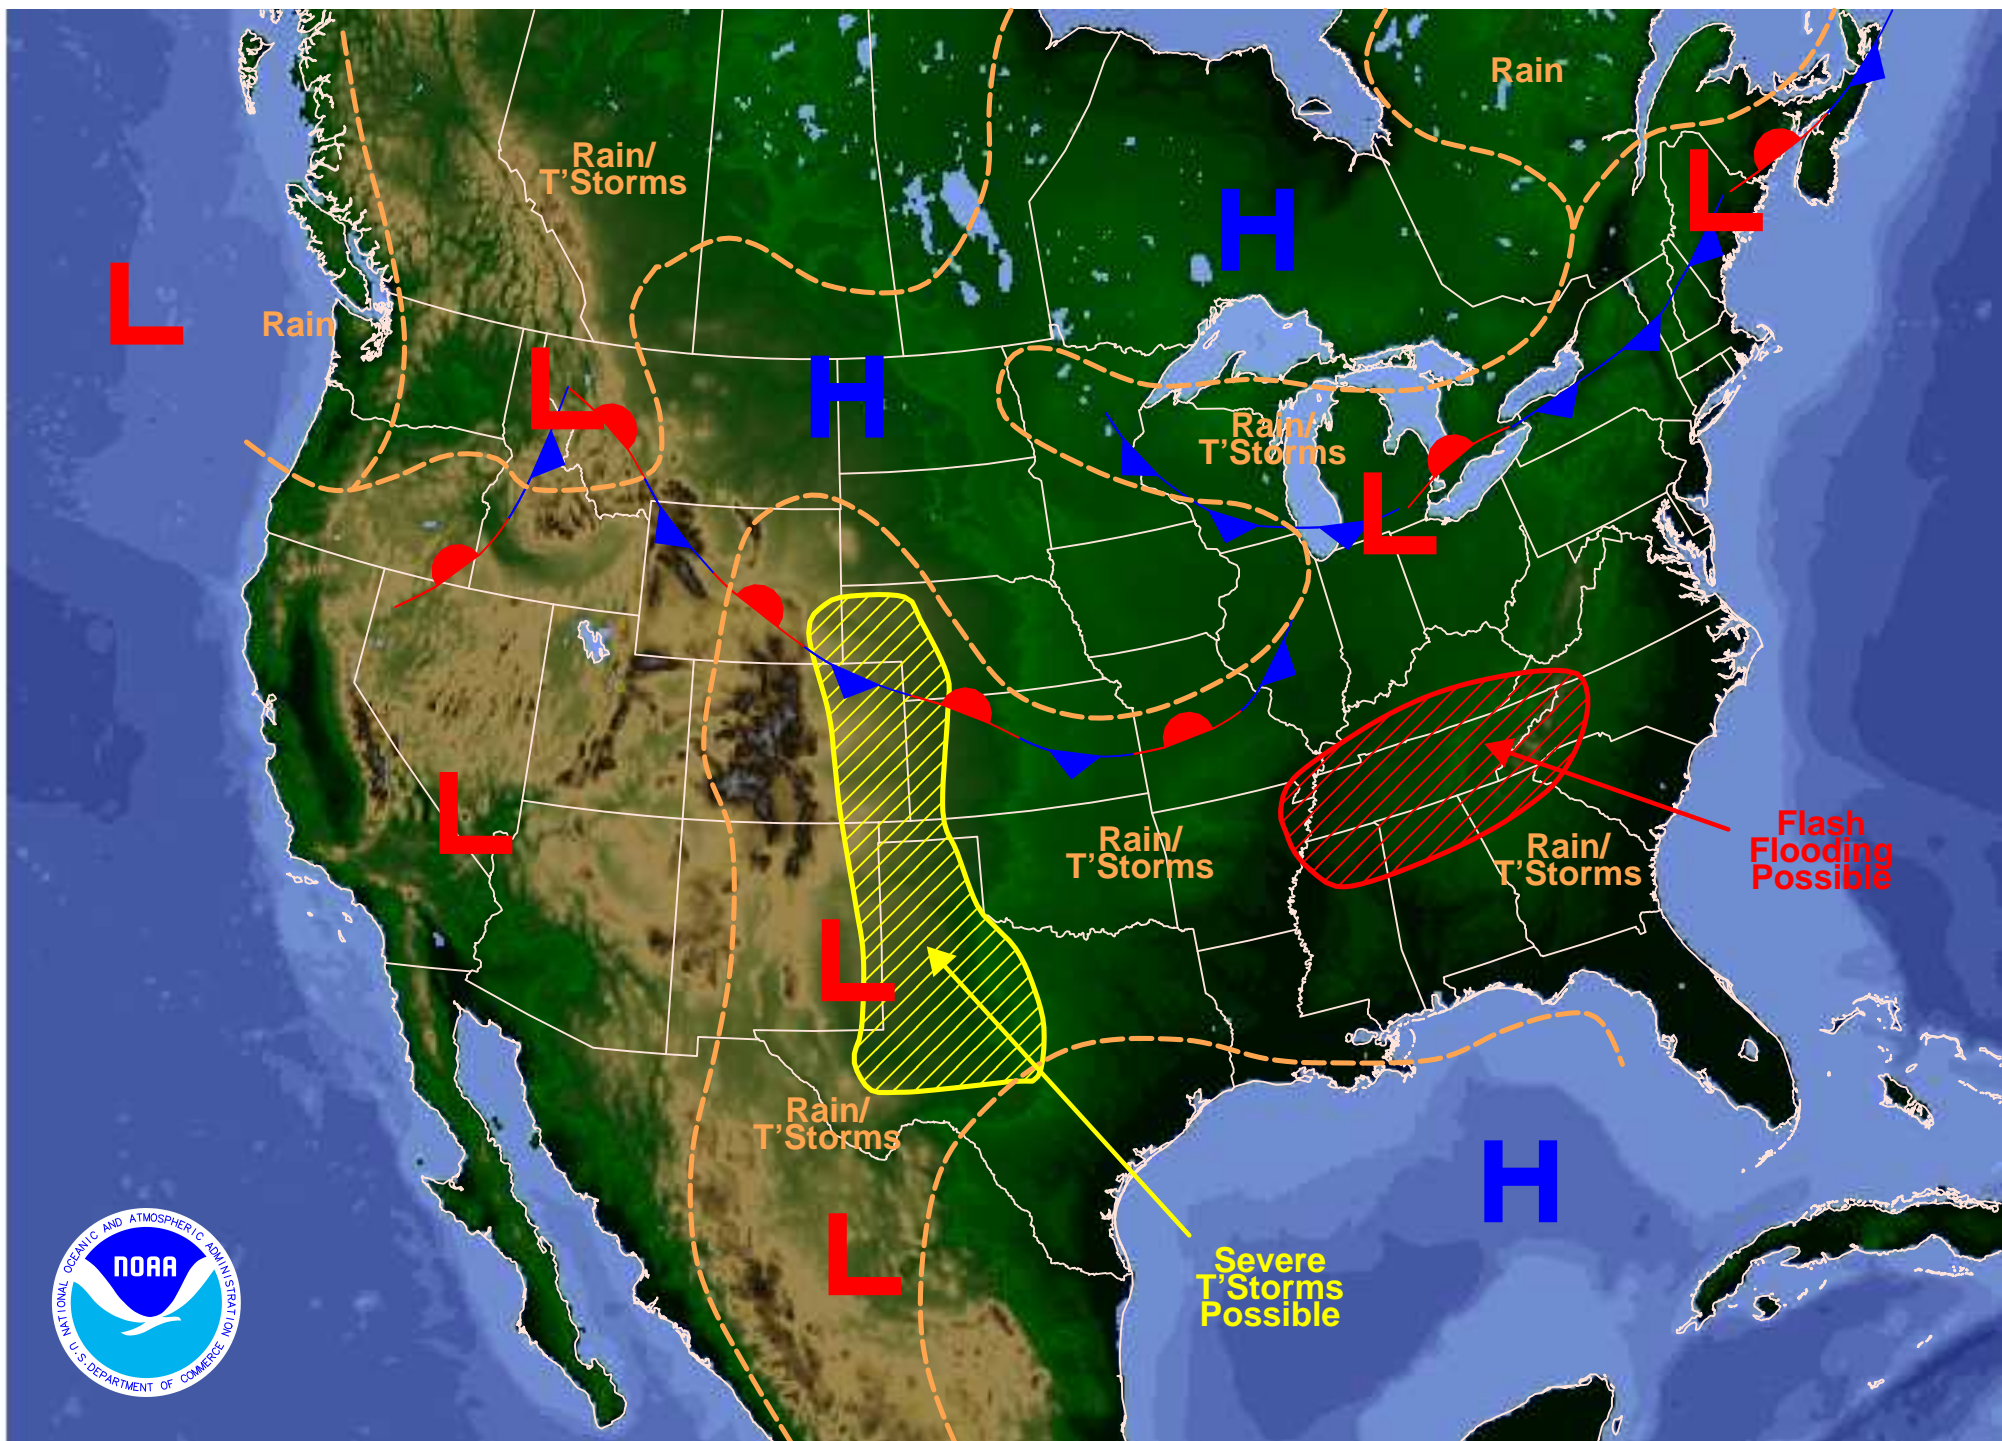 Rain
Rain/
T'Storms
H
L
L
Rain
L
H
Rain/
T'Storms
L
L
Rain/
T'Storms
Rain/
T'Storms
Flash
Flooding
Possible
L
Rain/
T'Storms
H
L
Severe
T'Storms
Possible
NATIONAL OCEANIC AND ATMOSPHERIC ADMINISTRATION
NOAA
U.S. DEPARTMENT OF COMMERCE